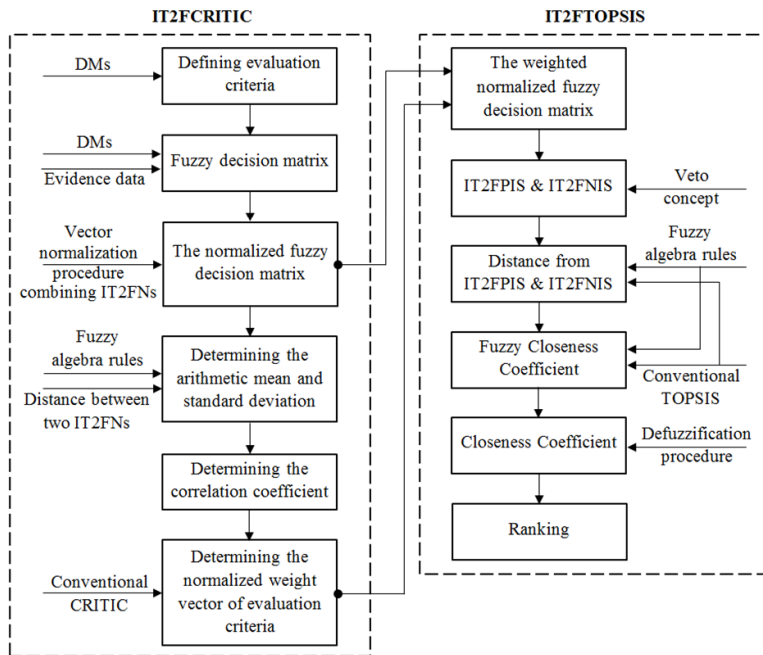 IT2FCRITIC
DMs
Defining evaluation
criteria
DMs
Evidence data
Fuzzy decision matrix
Vector
normalization
procedure
combining IT2FNs
The normalized fuzzy
decision matrix
Fuzzy
algebra rules
Distance between
two IT2FNs
Determining the
arithmetic mean and
standard deviation
Determining the
correlation coefficient
Conventional
CRITIC
Determining the
normalized weight
vector of evaluation
criteria
IT2FTOPSIS
The weighted
normalized fuzzy
decision matrix
IT2FPIS & IT2FNIS
Veto
concept
Distance from
IT2FPIS & IT2FNIS
Fuzzy
algebra rules
Fuzzy Closeness
Coefficient
Conventional
TOPSIS
Closeness Coefficient
Defuzzification
procedure
Ranking